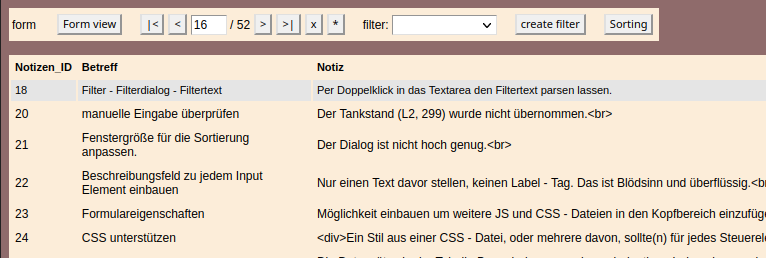 form Form view |< < 16 / 52 > >| x * filter: create filter Sorting
Notizen_ID Betreff Notiz
18 Filter - Filterdialog - Filtertext Per Doppelklick in das Textarea den Filtertext parsen lassen.
20 manuelle Eingabe überprüfen Der Tankstand (L2, 299) wurde nicht übernommen.<br>
21 Fenstergröße für die Sortierung anpassen. Der Dialog ist nicht hoch genug.<br>
22 Beschreibungsfeld zu jedem Input Element einbauen Nur einen Text davor stellen, keinen Label - Tag. Das ist Blödsinn und überflüssig.<b
23 Formulareigenschaften Möglichkeit einbauen um weitere JS und CSS - Dateien in den Kopfbereich einzufüg
24 CSS unterstützen <div>Ein Stil aus einer CSS - Datei, oder mehrere davon, sollte(n) für jedes Steuerele